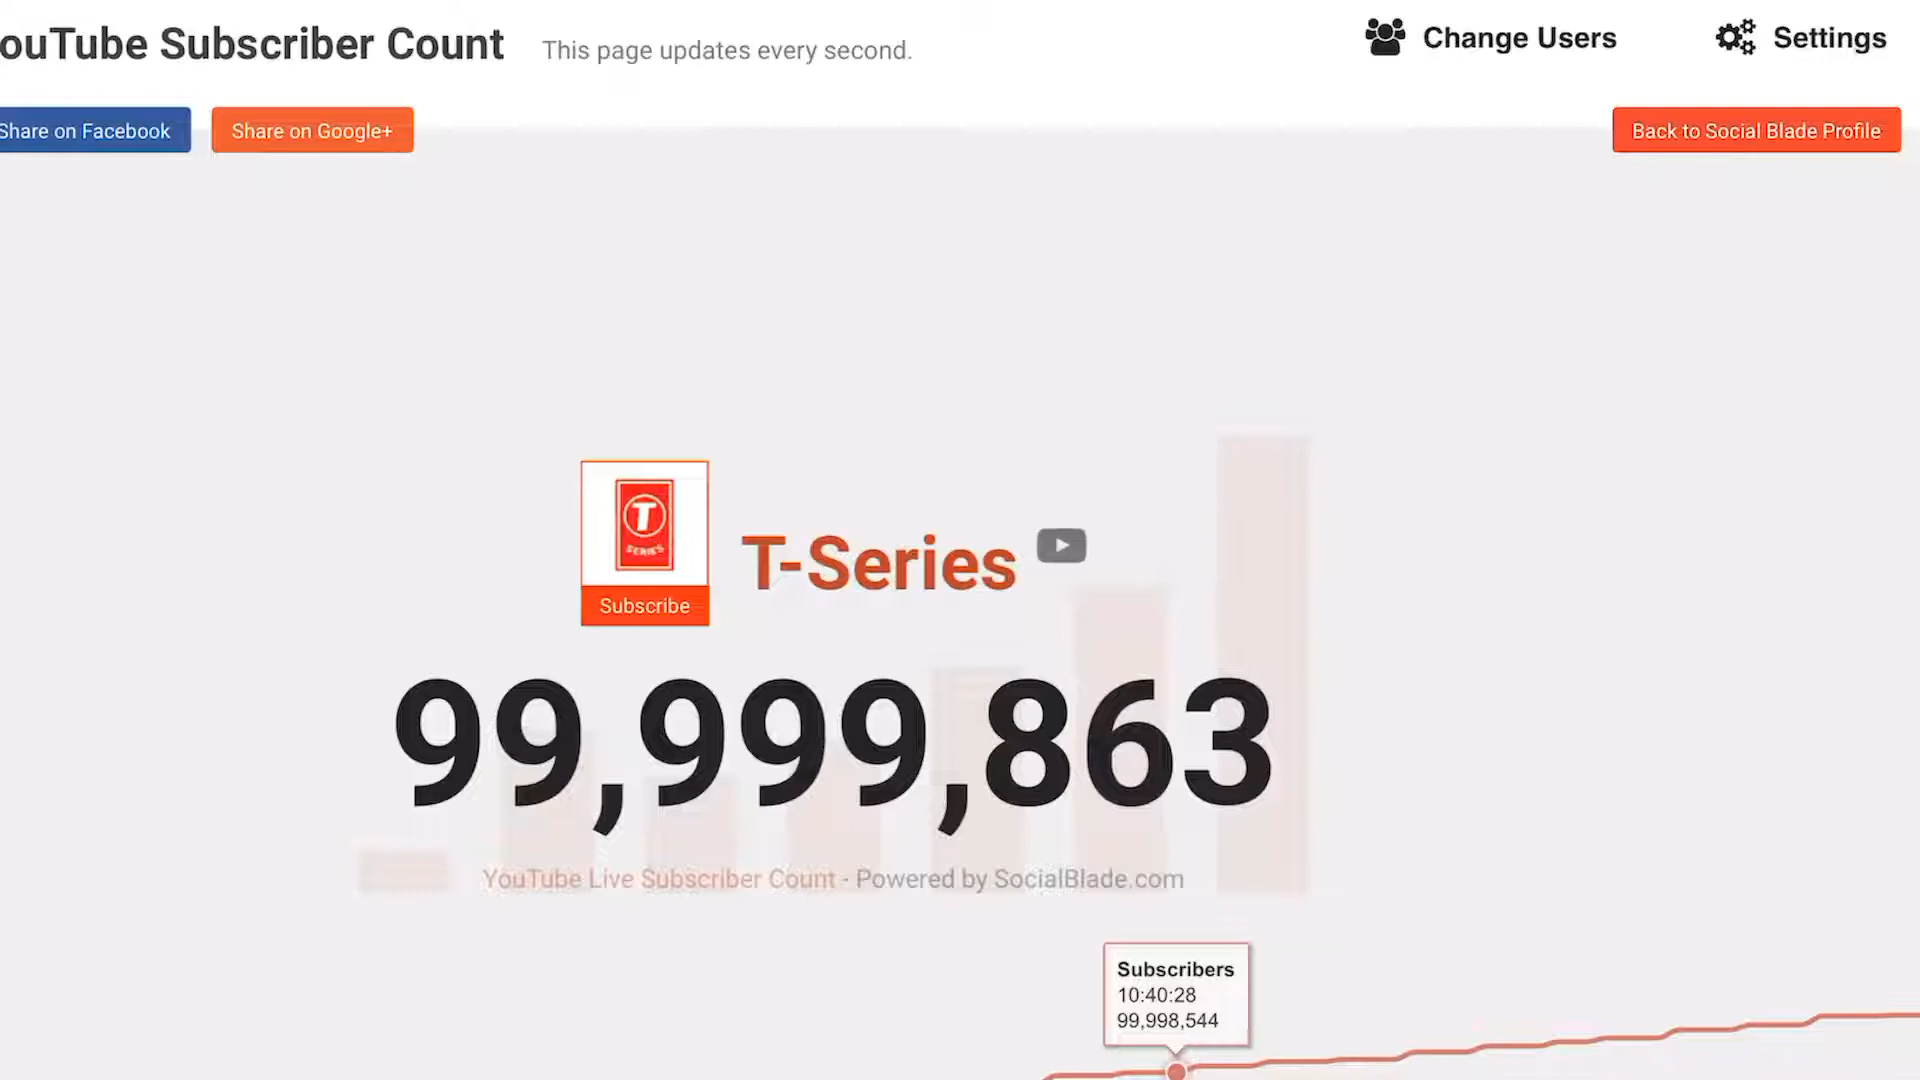 ouTube Subscriber Count This page updates every second.
Change Users
Settings
Share on Facebook
Share on Google+
Back to Social Blade Profile
T
SERIES
Subscribe
T-Series
99,999,863
YouTube Live Subscriber Count - Powered by SocialBlade.com
Subscribers
10:40:28
99,998,544